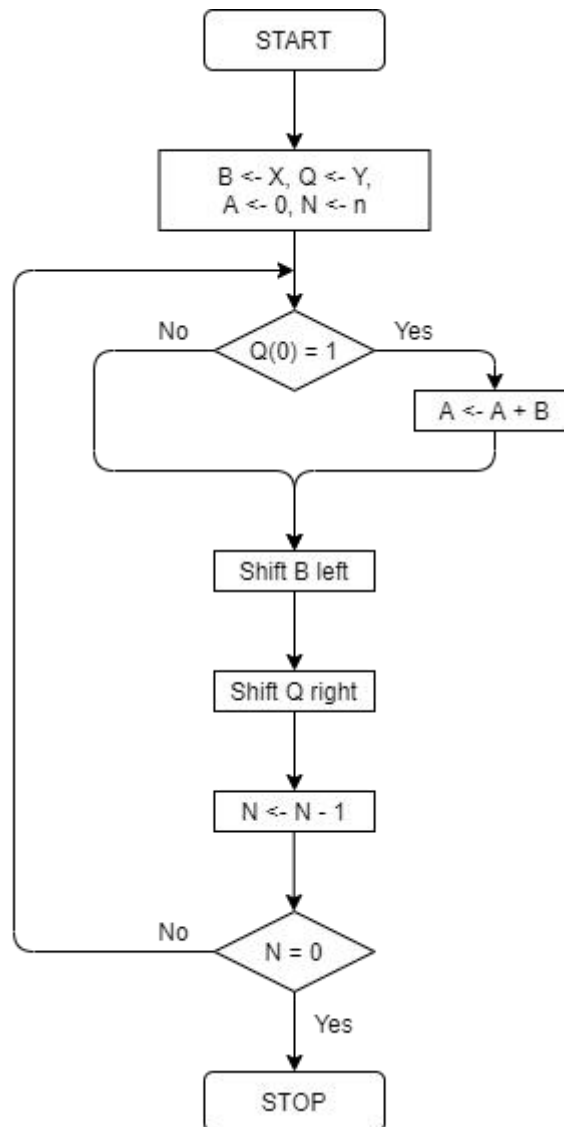 START
B <- X, Q <- Y,
A <- 0, N <- n
No
Yes
Q(0) = 1
A <- A + B
Shift B left
Shift Q right
N <- N - 1
No
N = 0
Yes
STOP